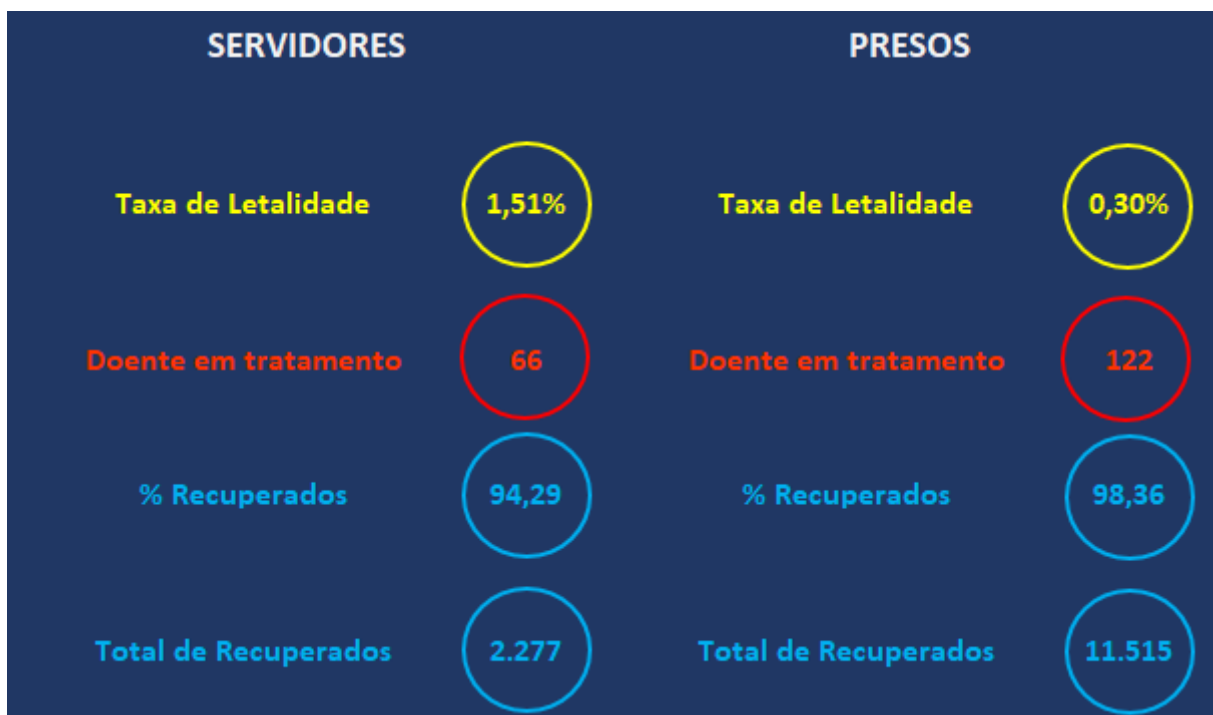 SERVIDORES PRESOS
Taxa de Letalidade 1,51% Taxa de Letalidade 0,30%
Doente em tratamento 66 Doente em tratamento 122
% Recuperados 94,29 % Recuperados 98,36
Total de Recuperados 2.277 Total de Recuperados 11.515